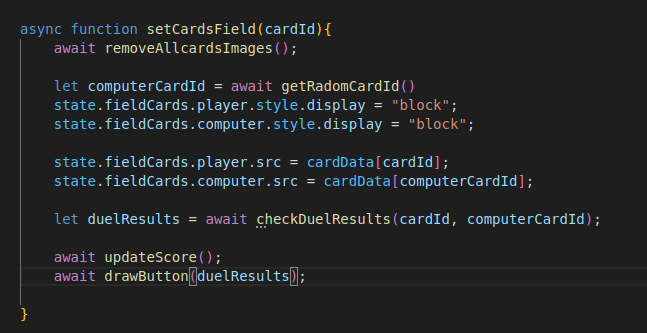 async function setCardsField(cardId){
await removeAllcardsImages();
let computerCardId = await getRadomCardId()
state.fieldCards.player.style.display = "block";
state.fieldCards.computer.style.display = "block";
state.fieldCards.player.src = cardData[cardId];
state.fieldCards.computer.src = cardData[computerCardId];
let duelResults = await checkDuelResults(cardId, computerCardId);
await updateScore();
await drawButton(duelResults);
}